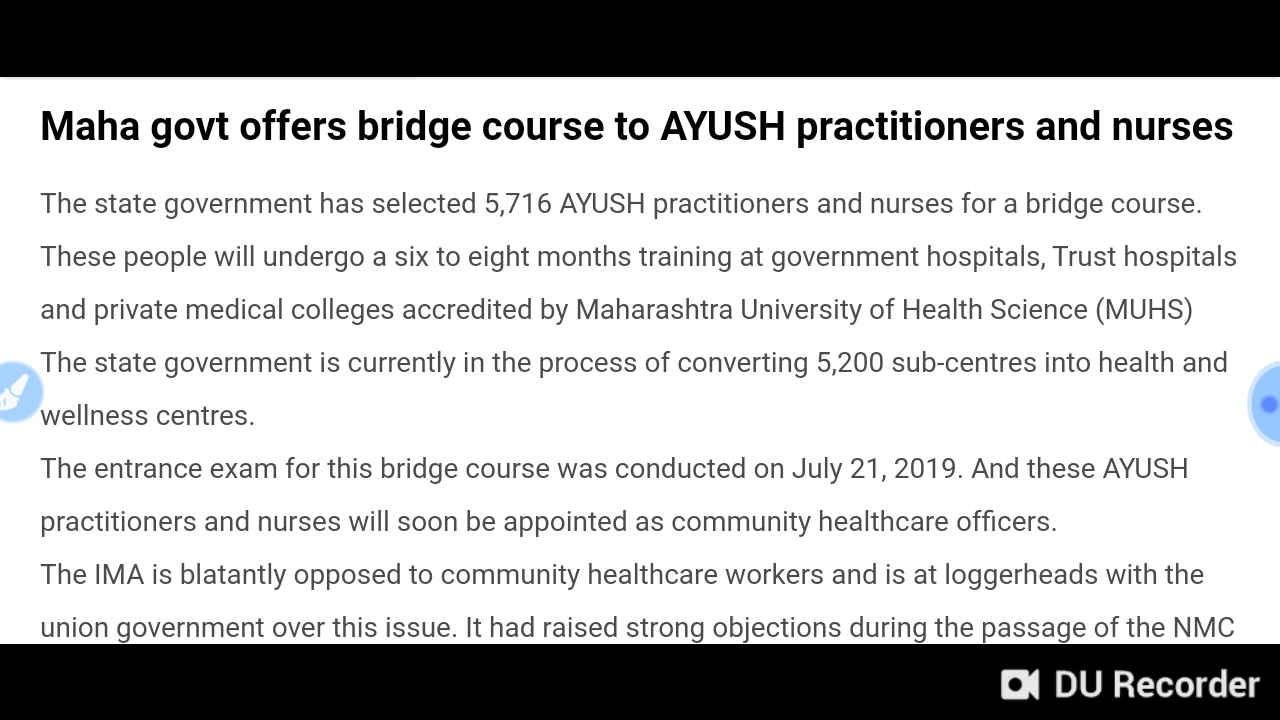 Maha govt offers bridge course to AYUSH practitioners and nurses
The state government has selected 5,716 AYUSH practitioners and nurses for a bridge course.
These people will undergo a six to eight months training at government hospitals, Trust hospitals
and private medical colleges accredited by Maharashtra University of Health Science (MUHS)
The state government is currently in the process of converting 5,200 sub-centres into health and
wellness centres.
The entrance exam for this bridge course was conducted on July 21, 2019. And these AYUSH
practitioners and nurses will soon be appointed as community healthcare officers.
The IMA is blatantly opposed to community healthcare workers and is at loggerheads with the
union government over this issue. It had raised strong objections during the passage of the NMC
DU Recorder